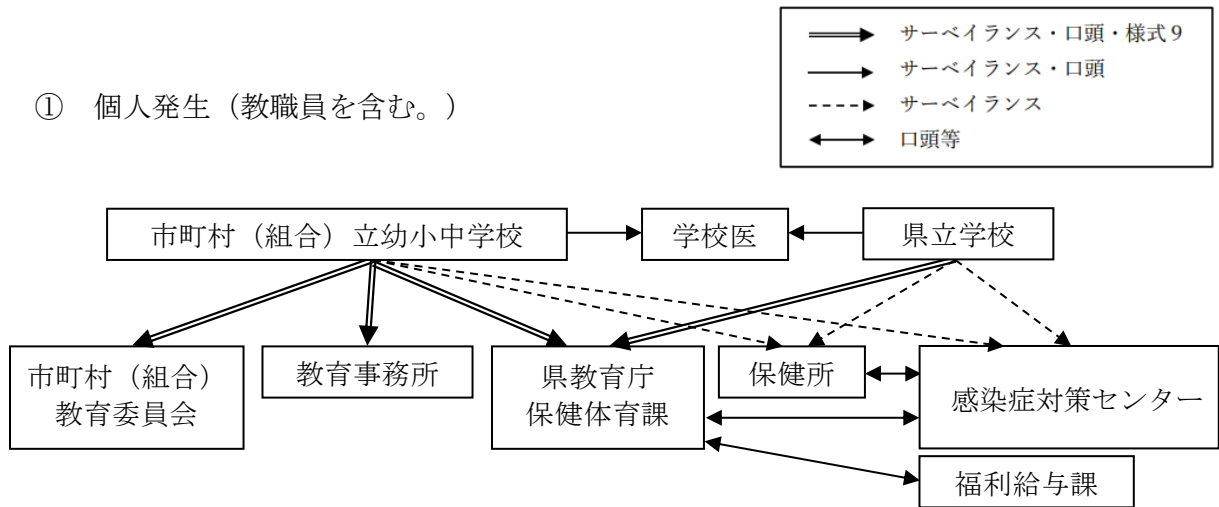 サーベイランス・口頭・様式９
サーベイランス・口頭
サーベイランス
口頭等
①　個人発生（教職員を含む。）
市町村（組合）立幼小中学校
学校医
県立学校
市町村（組合）
教育委員会
教育事務所
県教育庁
保健体育課
保健所
感染症対策センター
福利給与課